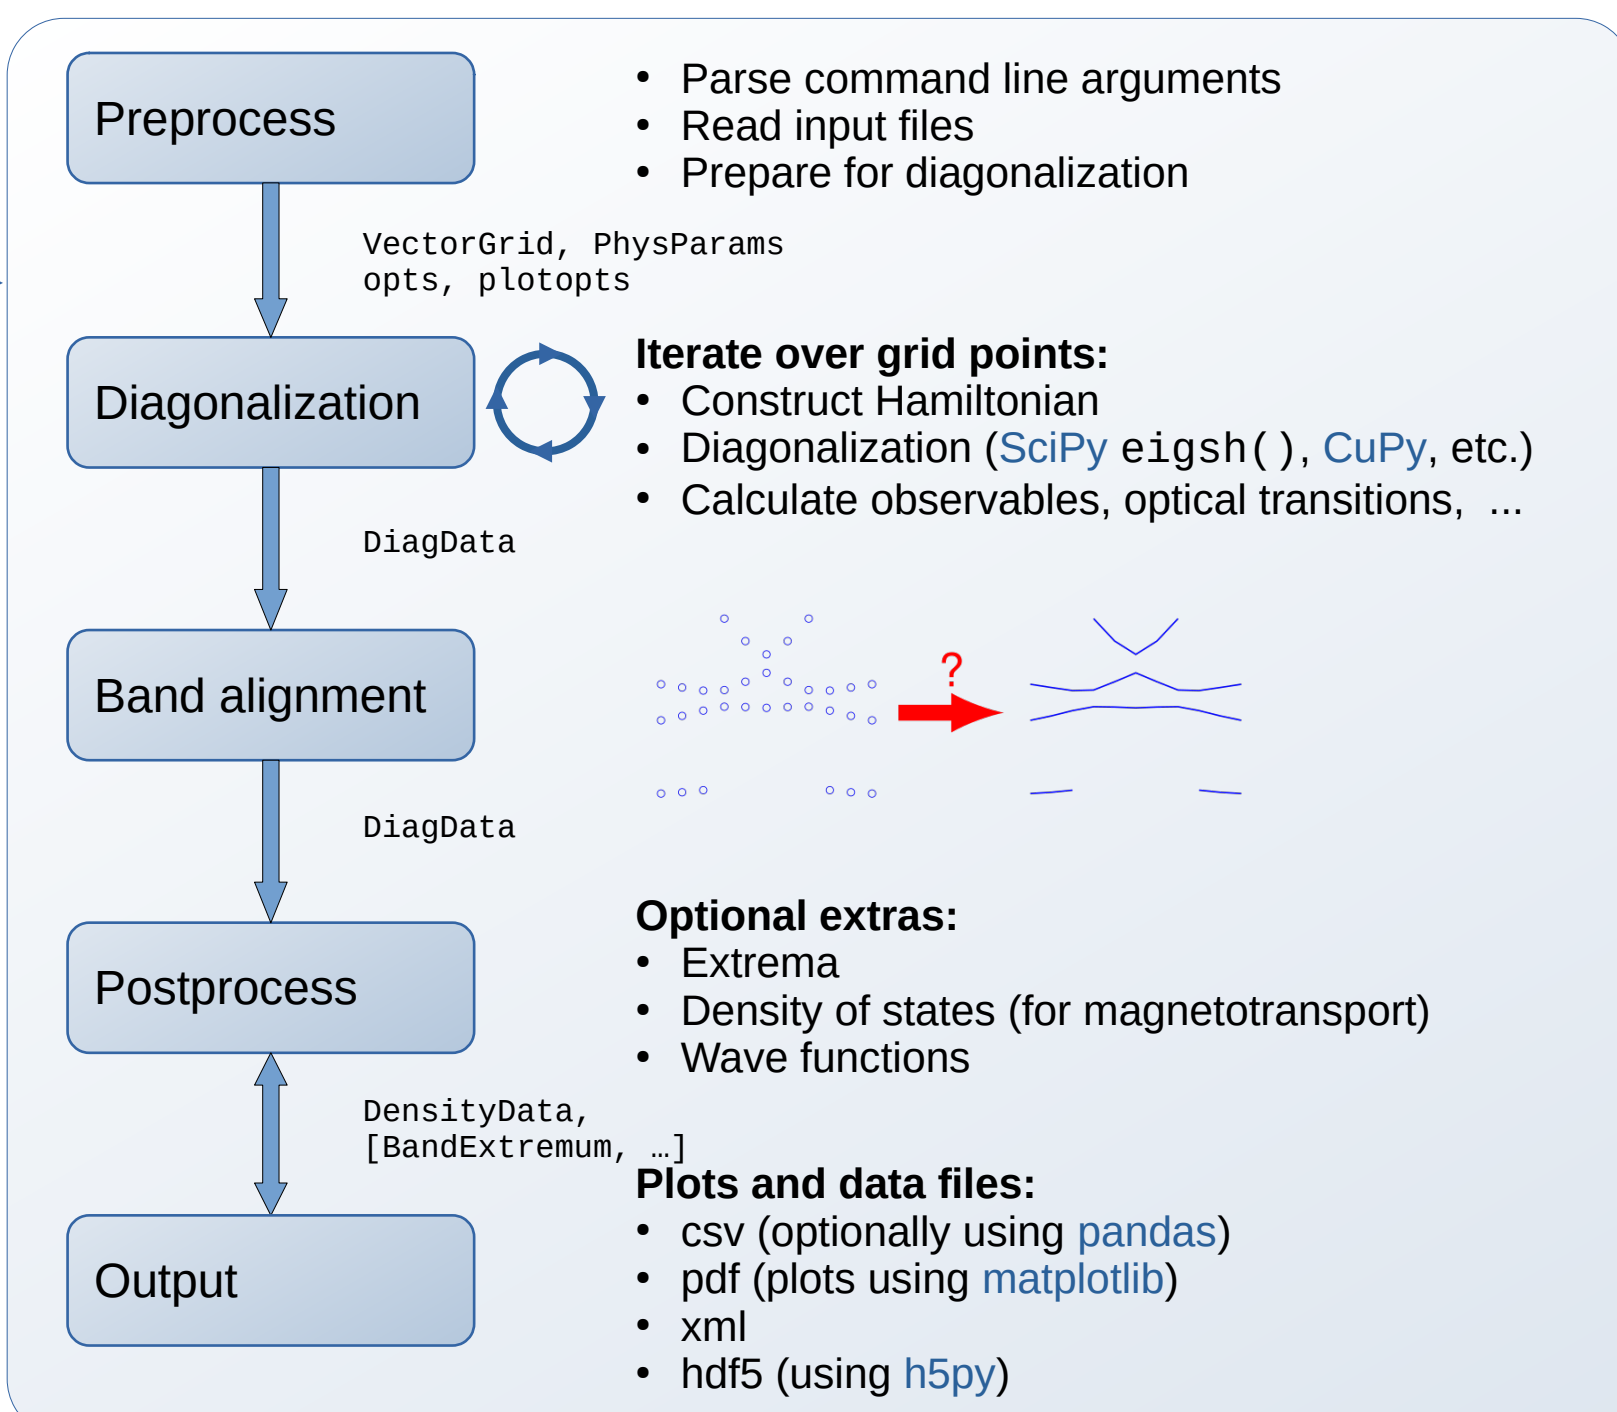 Preprocess
• Parse command line arguments
• Read input files
• Prepare for diagonalization
VectorGrid, PhysParams
opts, plotopts
Diagonalization
Iterate over grid points:
• Construct Hamiltonian
• Diagonalization (SciPy eigsh(), CuPy, etc.)
• Calculate observables, optical transitions, ...
DiagData
Band alignment
?
DiagData
Postprocess
Optional extras:
• Extrema
• Density of states (for magnetotransport)
• Wave functions
DensityData,
[BandExtremum, …]
Output
Plots and data files:
• csv (optionally using pandas)
• pdf (plots using matplotlib)
• xml
• hdf5 (using h5py)